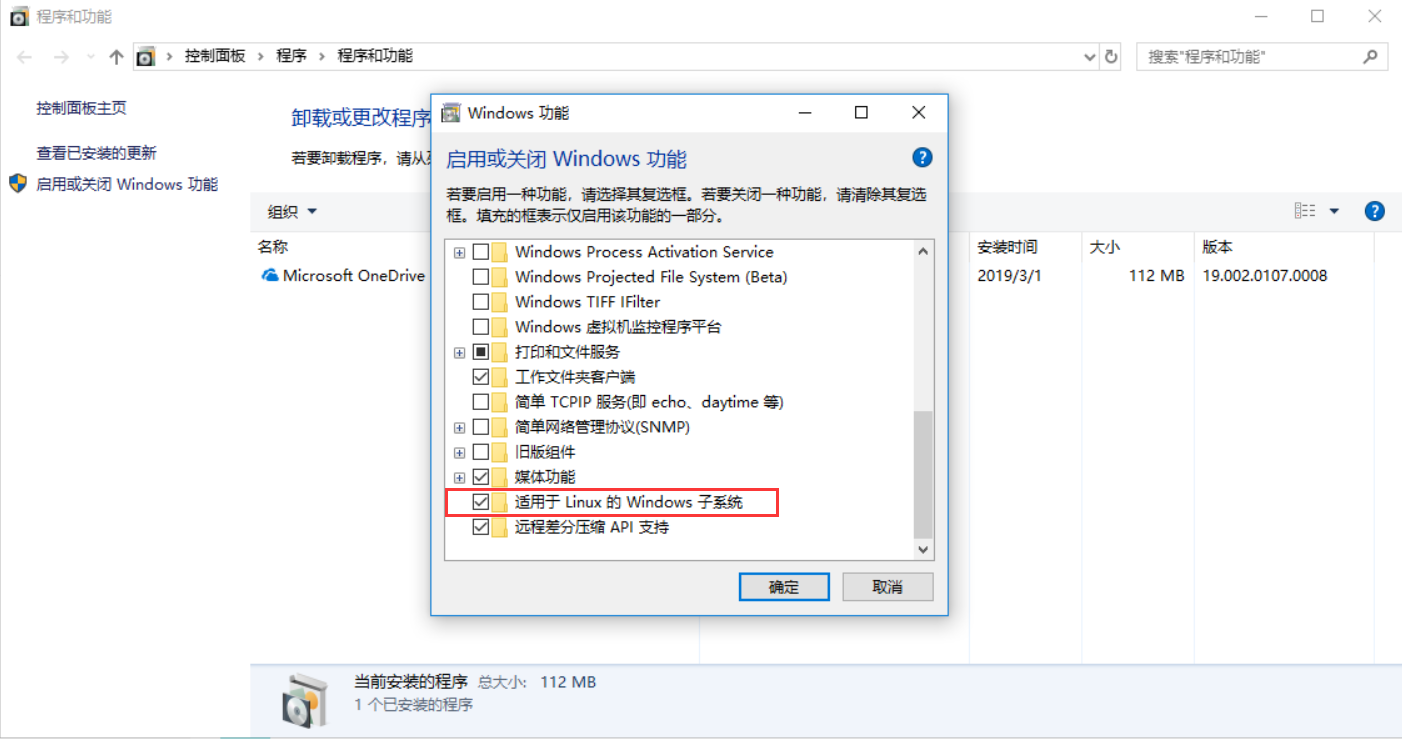 程序和功能
控制面板 › 程序 › 程序和功能
搜索"程序和功能"
控制面板主页
查看已安装的更新
启用或关闭 Windows 功能
卸载或更改程序
若要卸载程序，请从
组织
名称
安装时间
大小
版本
Microsoft OneDrive
2019/3/1
112 MB
19.002.0107.0008
Windows 功能
启用或关闭 Windows 功能
若要启用一种功能，请选择其复选框。若要关闭一种功能，请清除其复选
框。填充的框表示仅启用该功能的一部分。
Windows Process Activation Service
Windows Projected File System (Beta)
Windows TIFF IFilter
Windows 虚拟机监控程序平台
打印和文件服务
工作文件夹客户端
简单 TCPIP 服务(即 echo、daytime 等)
简单网络管理协议(SNMP)
旧版组件
媒体功能
适用于 Linux 的 Windows 子系统
远程差分压缩 API 支持
确定
取消
当前安装的程序 总大小: 112 MB
1 个已安装的程序